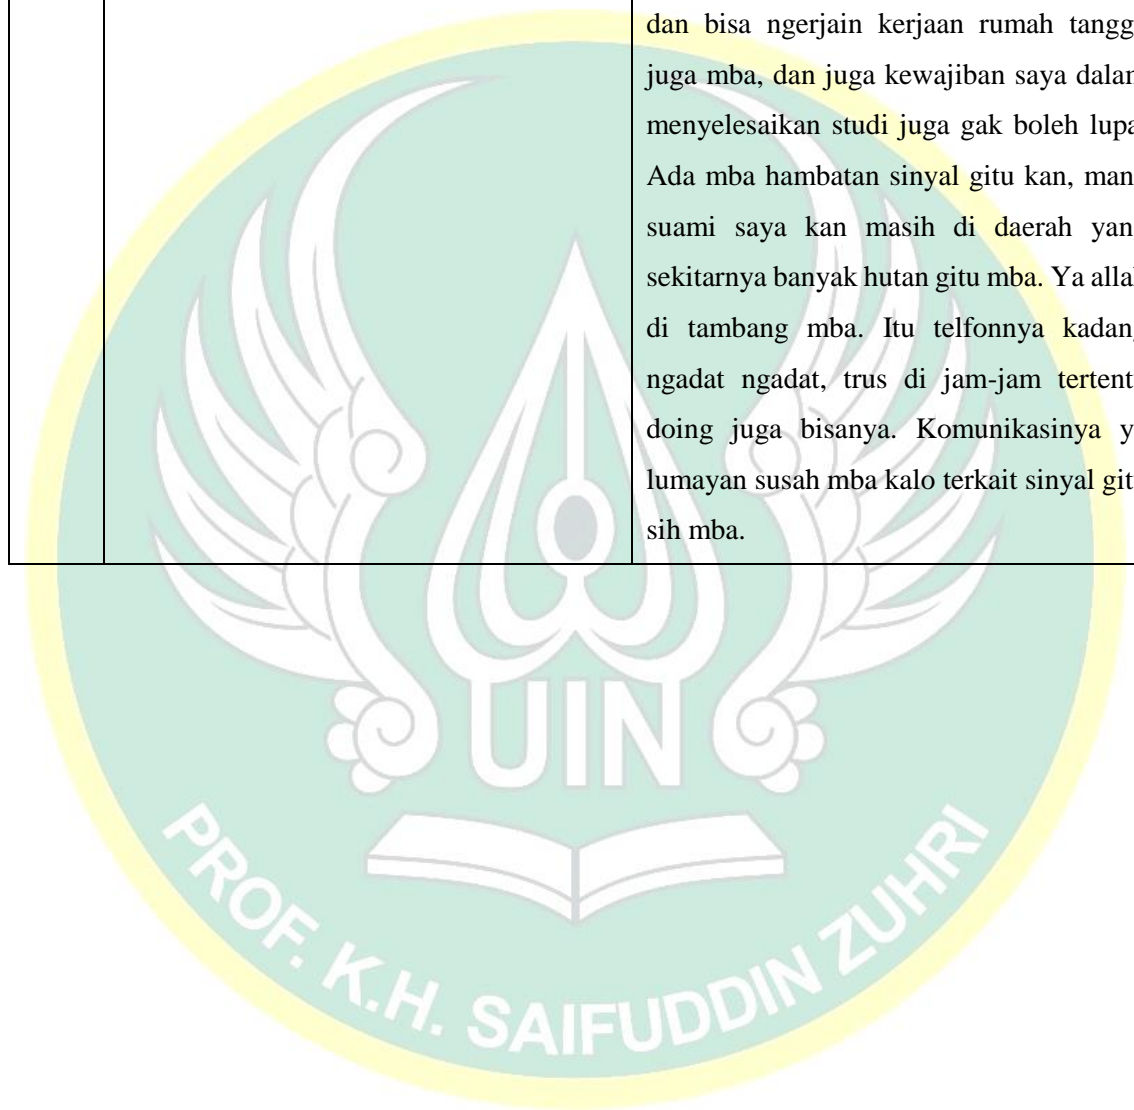 dan bisa ngerjain kerjaan rumah tangg
juga mba, dan juga kewajiban saya dalam
menyelesaikan studi juga gak boleh lupa
Ada mba hambatan sinyal gitu kan, man
suami saya kan masih di daerah yan
sekitarnya banyak hutan gitu mba. Ya allah
di tambang mba. Itu telfonnya kadang
ngadat ngadat, trus di jam-jam tertent
doing juga bisanya. Komunikasinya y
lumayan susah mba kalo terkait sinyal git
sih mba.
UIN
PROF. K.H. SAIFUDDIN ZUHRI